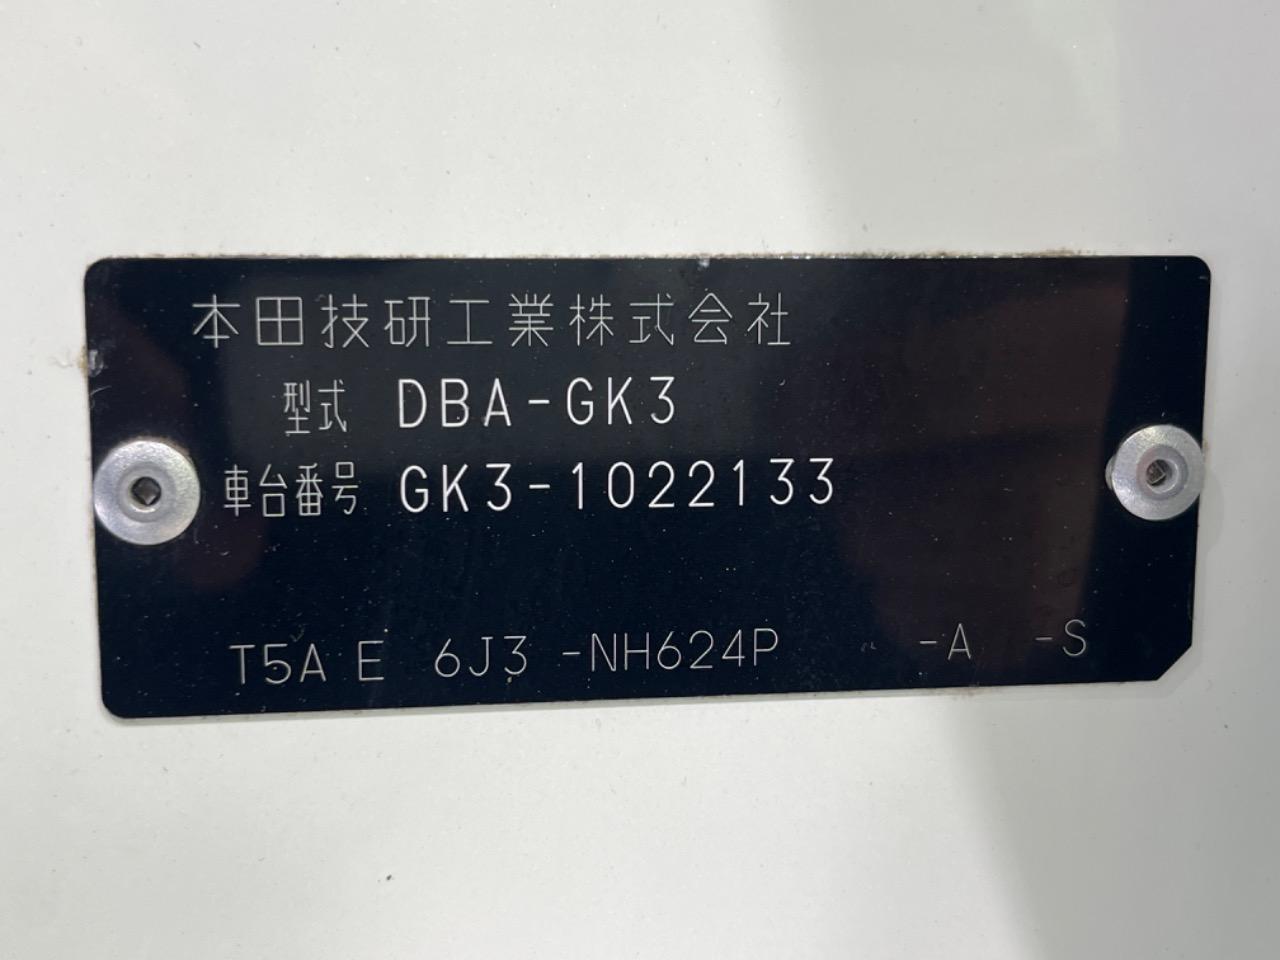 本田技研工業株式会社
型式 DBA-GK3
車台番号 GK3-1022133
T5A E 6J3 -NH624P -A -S